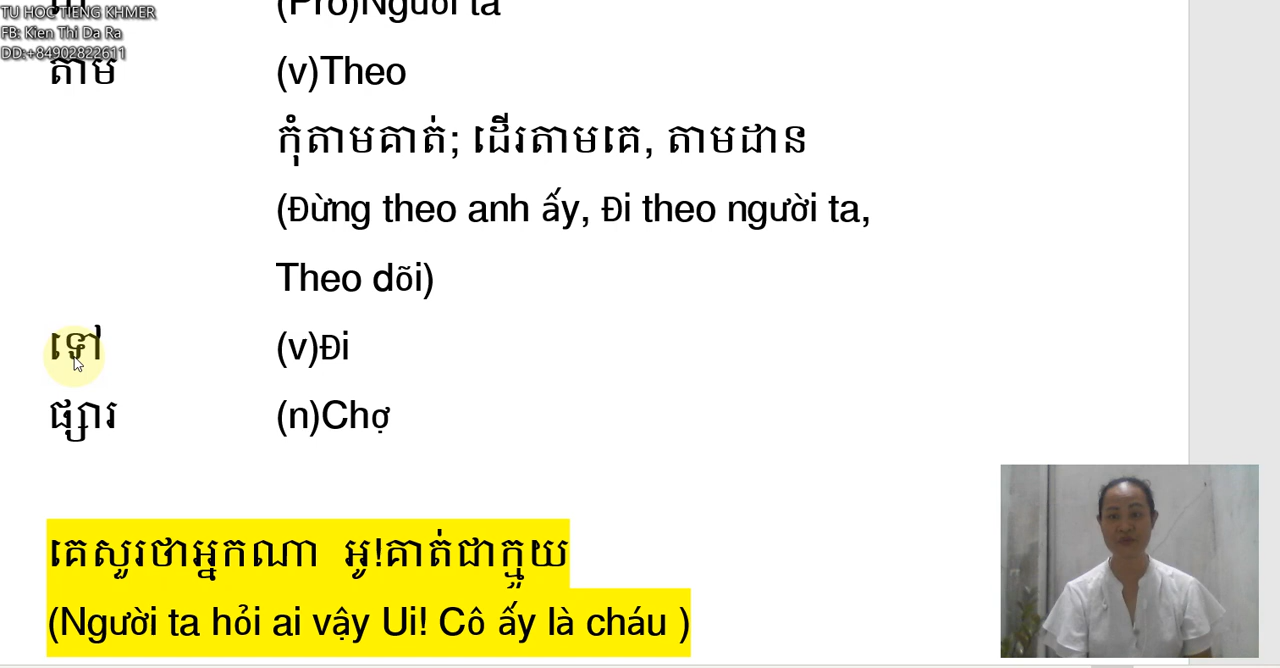 TU HOC TIENG KHMER
FB: Kien Thi Da Ra
DD:+84902822611
(Pro)Người ta
តាម (v)Theo
កុំតាមគាត់; ដើរតាមគេ, តាមដាន
(Đừng theo anh ấy, Đi theo người ta,
Theo dõi)
ទៅ (v)Đi
ផ្សារ (n)Chợ
គេសួរថាអ្នកណា អូ!គាត់ជាក្មួយ
(Người ta hỏi ai vậy Ui! Cô ấy là cháu )